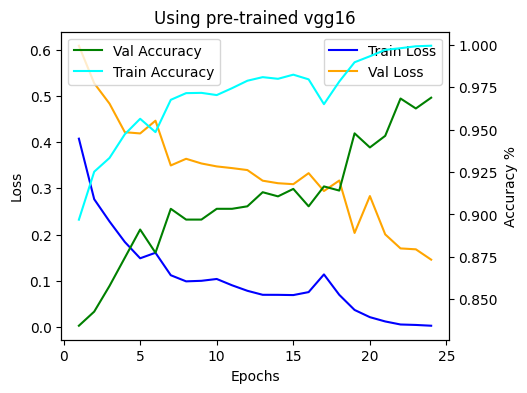 Using pre-trained vgg16
Val Accuracy
Train Accuracy
Train Loss
Val Loss
Loss
0.6
0.5
0.4
0.3
0.2
0.1
0.0
1.000
0.975
0.950
0.925
0.900
0.875
0.850
Accuracy %
0 5 10 15 20 25
Epochs